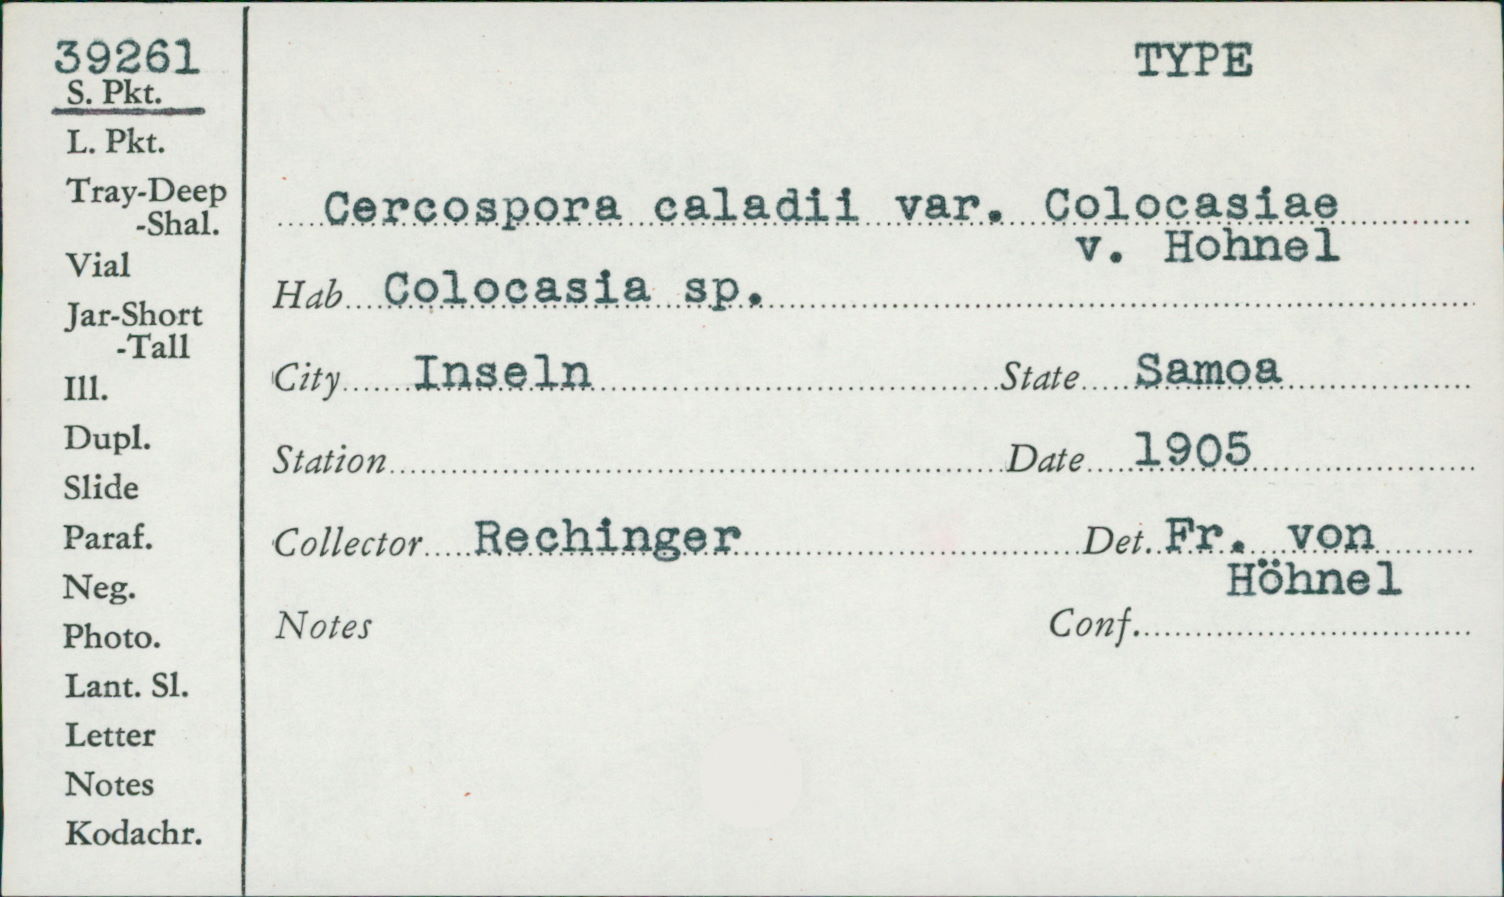 39261
S. Pkt.
L. Pkt.
Tray-Deep
-Shal.
Vial
Jar-Short
-Tall
Ill.
Dupl.
Slide
Paraf.
Neg.
Photo.
Lant. Sl.
Letter
Notes
Kodachr.
TYPE
Cercospora caladii var. Colocasiae
v. Hohnel
Hab Colocasia sp.
City Inseln State Samoa
Station Date 1905
Collector Rechinger Det. Fr. von
Höhnel
Notes Conf.